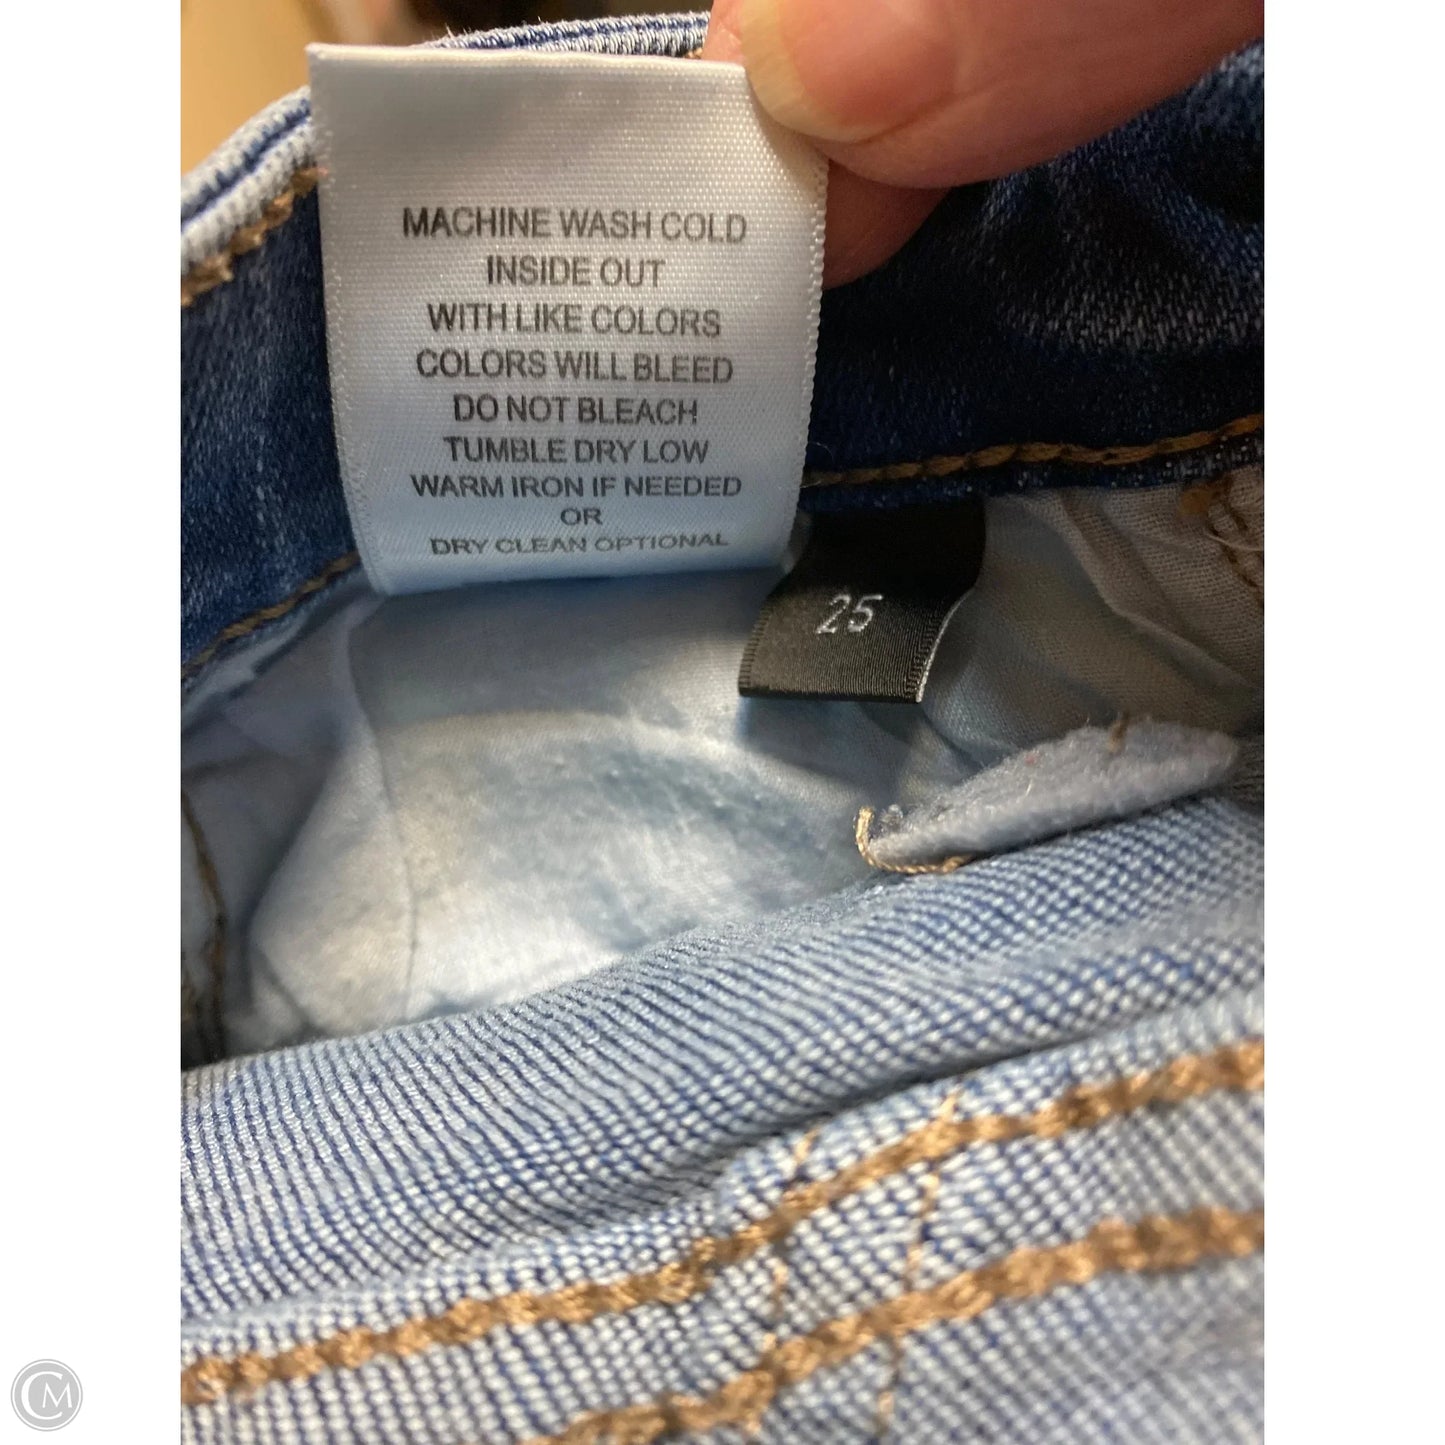 MACHINE WASH COLD
INSIDE OUT
WITH LIKE COLORS
COLORS WILL BLEED
DO NOT BLEACH
TUMBLE DRY LOW
WARM IRON IF NEEDED
OR
DRY CLEAN OPTIONAL
25
CM